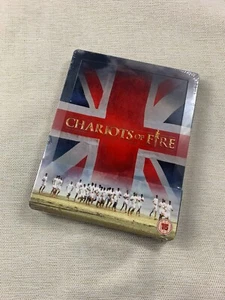 CHARIOTS OF FIRE